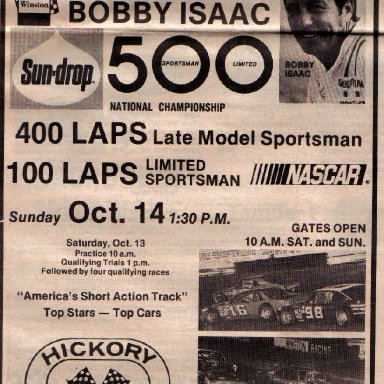 Winston
BOBBY ISAAC
Sun-drop
500
SPORTSMAN LIMITED
BOBBY
ISAAC
NATIONAL CHAMPIONSHIP
400 LAPS Late Model Sportsman
100 LAPS LIMITED SPORTSMAN
NASCAR
Sunday Oct. 14 1:30 P.M.
GATES OPEN
10 A.M. SAT. and SUN.
Saturday, Oct. 13
Practice 10 a.m.
Qualifying Trials 1 p.m.
Followed by four qualifying races
"America's Short Action Track"
Top Stars — Top Cars
16
98
HICKORY
WINSTON RACING